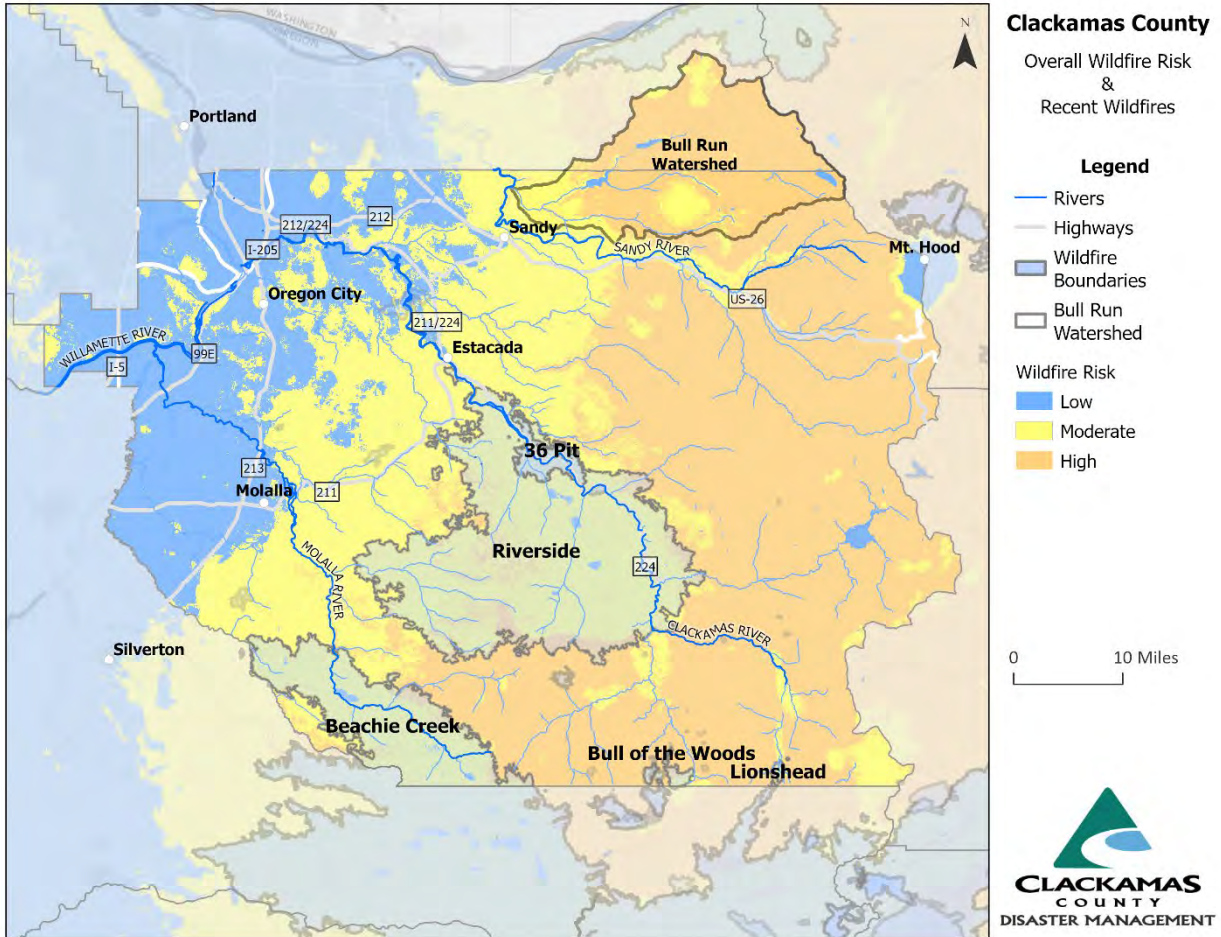 WASHINGTON
OREGON
N
Portland
Bull Run
Watershed
212/224
212
I-205
Sandy
SANDY RIVER
Mt. Hood
US-26
Oregon City
211/224
WILLAMETTE RIVER
99E
I-5
Estacada
36 Pit
213
Molalla
211
Riverside
MOLALLA RIVER
224
CLACKAMAS RIVER
Silverton
Beachie Creek
Bull of the Woods
Lionshead
Clackamas County
Overall Wildfire Risk
&
Recent Wildfires
Legend
Rivers
Highways
Wildfire
Boundaries
Bull Run
Watershed
Wildfire Risk
Low
Moderate
High
0 10 Miles
CLACKAMAS
COUNTY
DISASTER MANAGEMENT